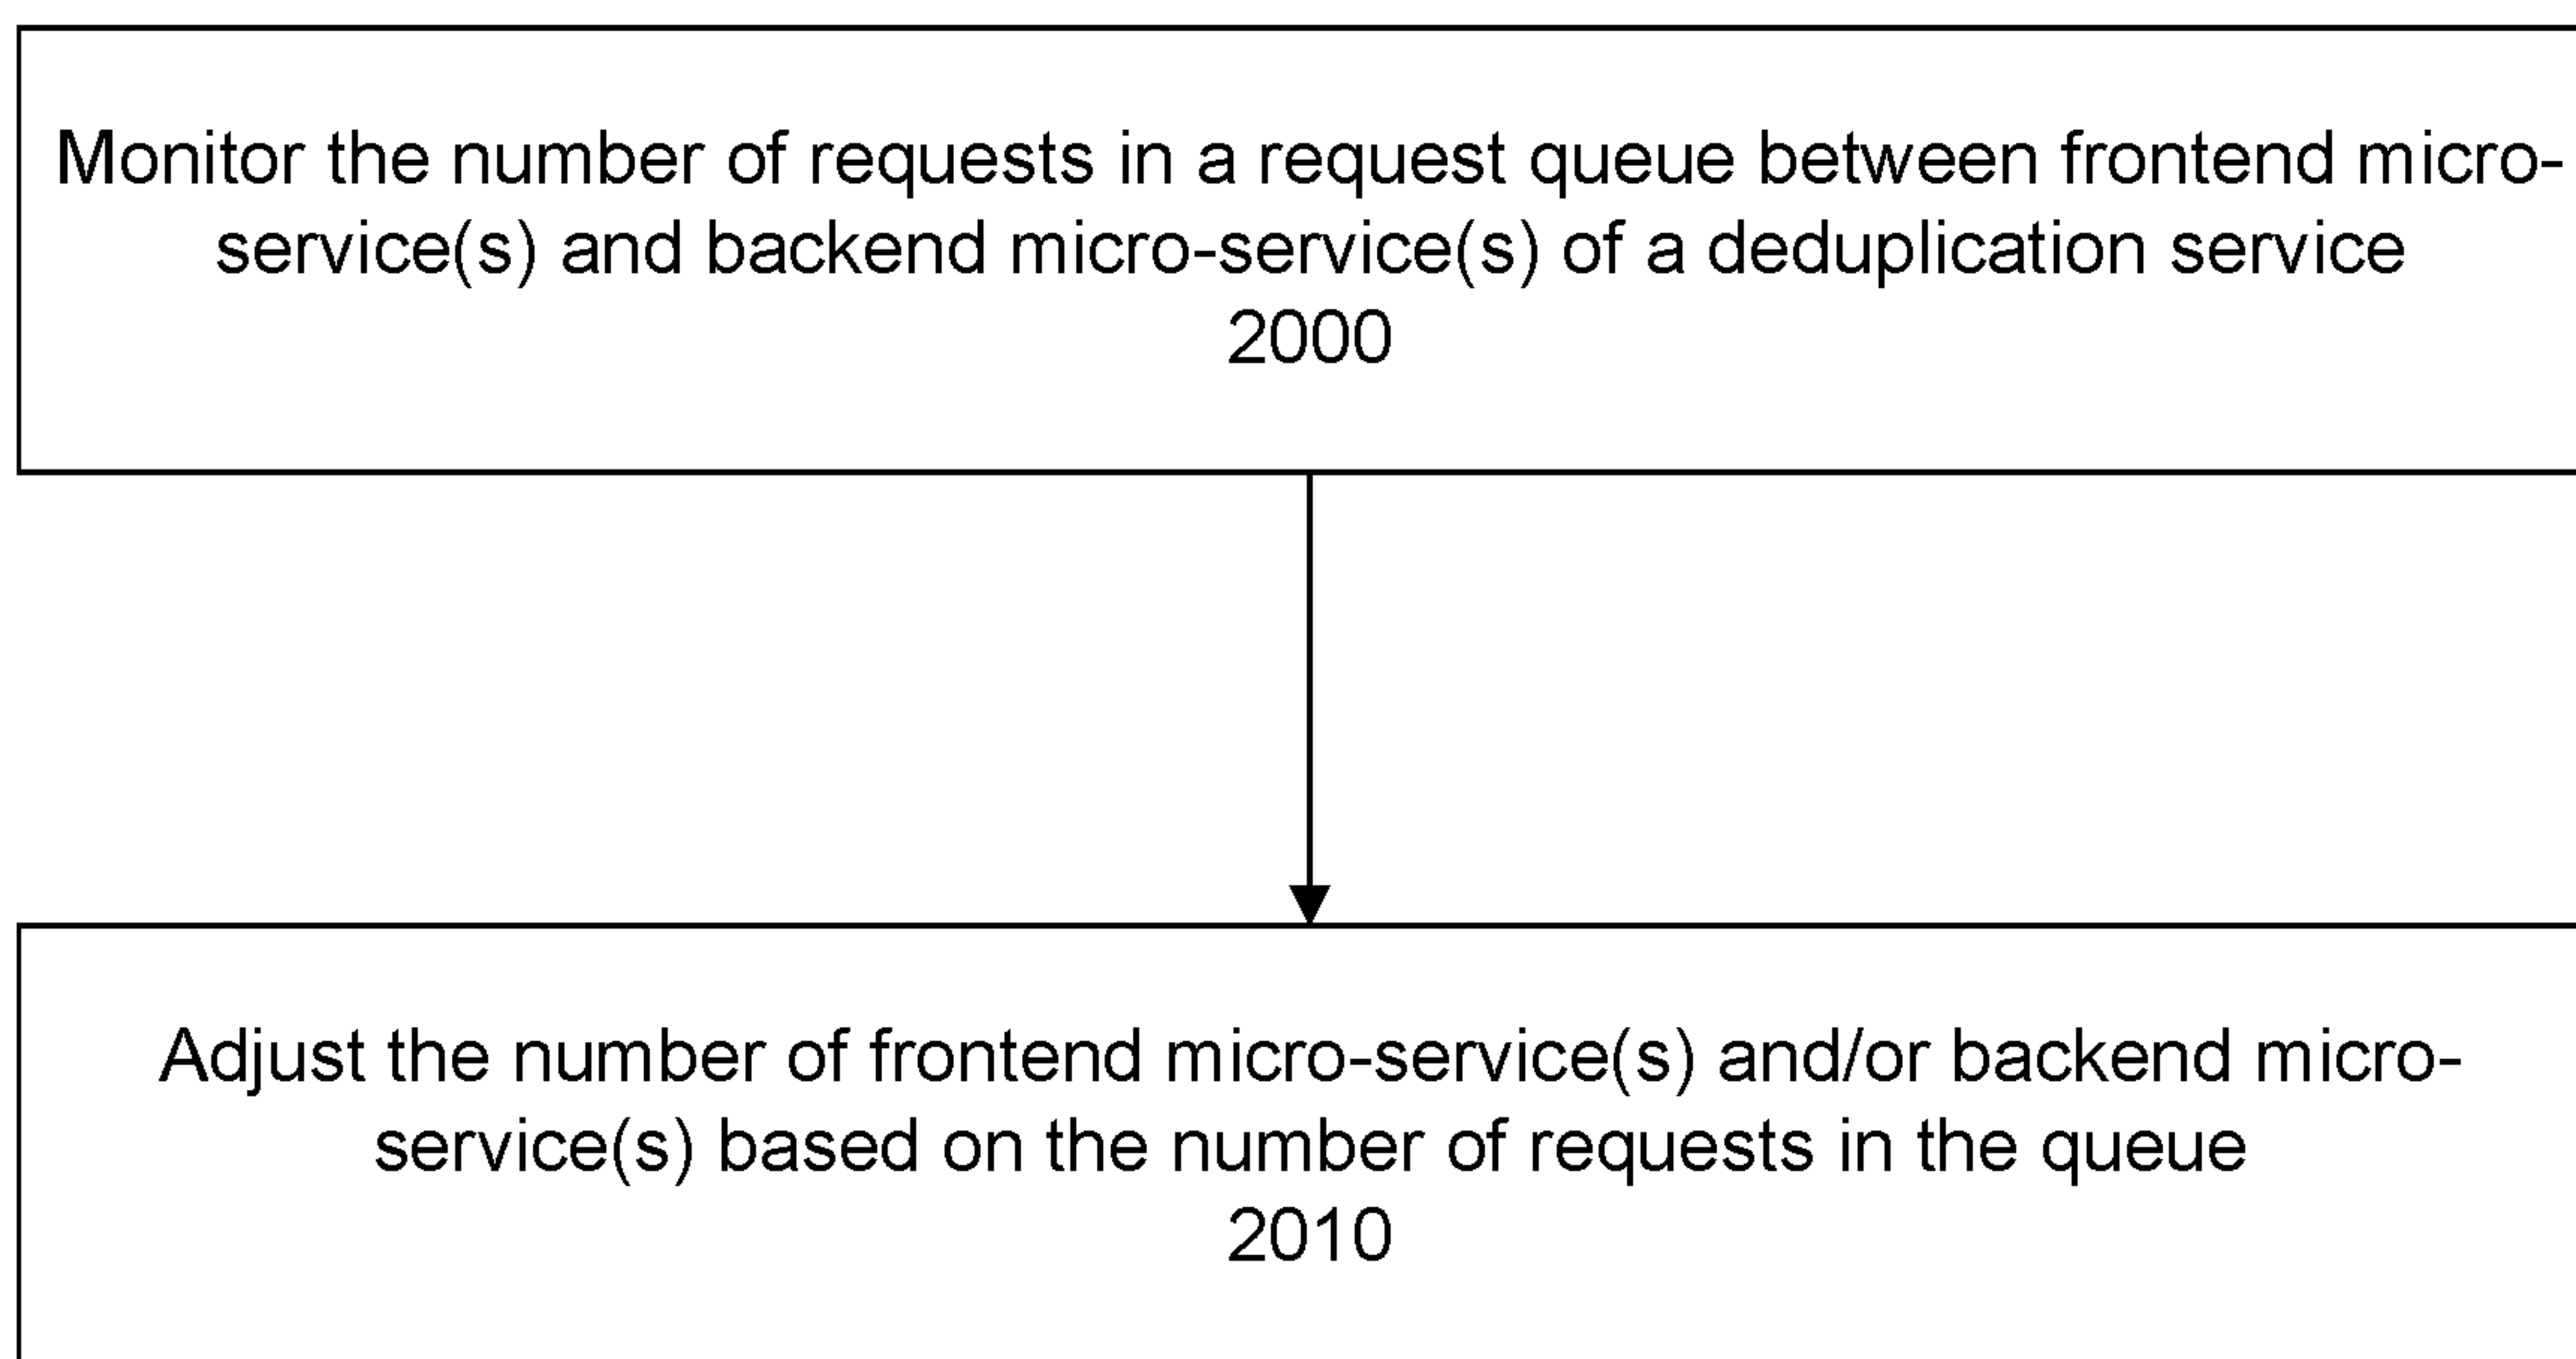 Monitor the number of requests in a request queue between frontend micro-
service(s) and backend micro-service(s) of a deduplication service
2000
Adjust the number of frontend micro-service(s) and/or backend micro-
service(s) based on the number of requests in the queue
2010